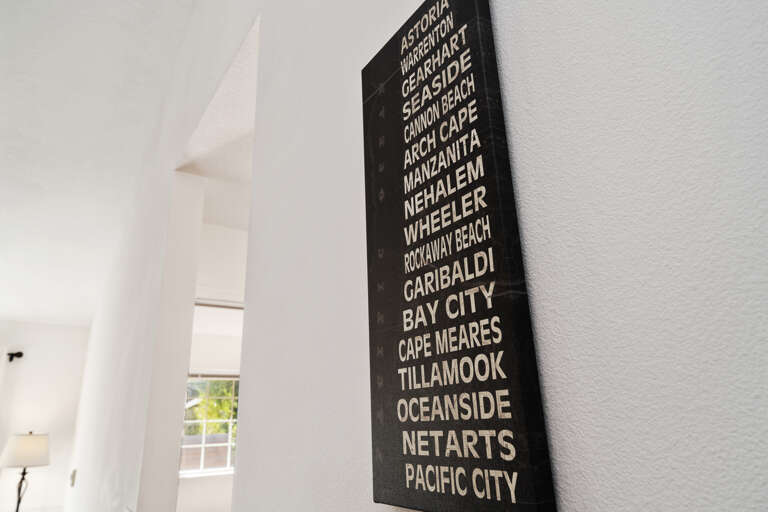 ASTORIA
WARRENTON
GEARHART
SEASIDE
CANNON BEACH
ARCH CAPE
MANZANITA
NEHALEM
WHEELER
ROCKAWAY BEACH
GARIBALDI
BAY CITY
CAPE MEARES
TILLAMOOK
OCEANSIDE
NETARTS
PACIFIC CITY